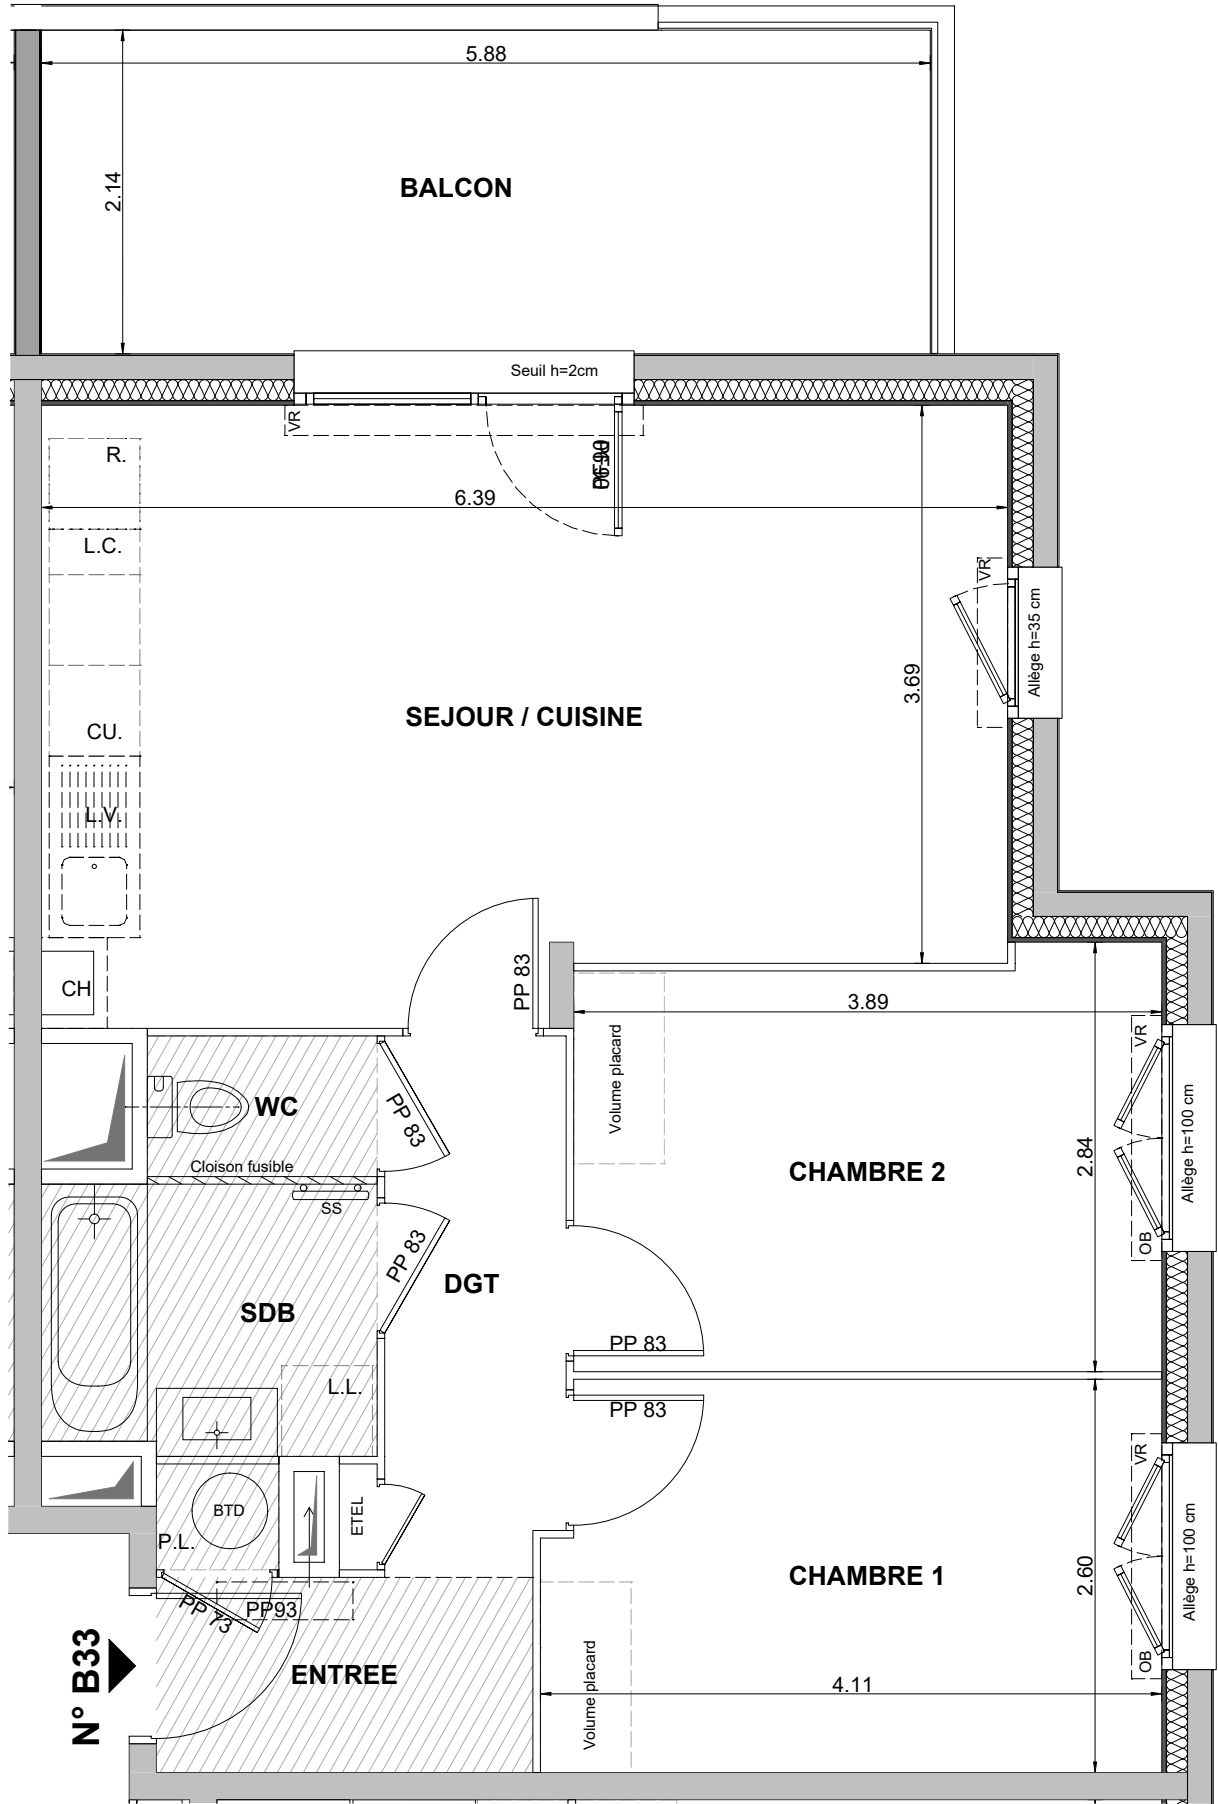 5.88
2.14
BALCON
Seuil h=2cm
VR
R.
6.39
L.C.
VR
Allège h=35 cm
3.69
SEJOUR / CUISINE
CU.
L.V.
PP 83
CH
3.89
Volume placard
VR
WC
PP 83
Cloison fusible
SS
2.84
Allège h=100 cm
CHAMBRE 2
PP 83
OB
DGT
SDB
PP 83
L.L.
PP 83
VR
BTD
ETEL
P.L.
Allège h=100 cm
CHAMBRE 1
2.60
PP 73
PP93
N° B33
ENTREE
Volume placard
4.11
OB